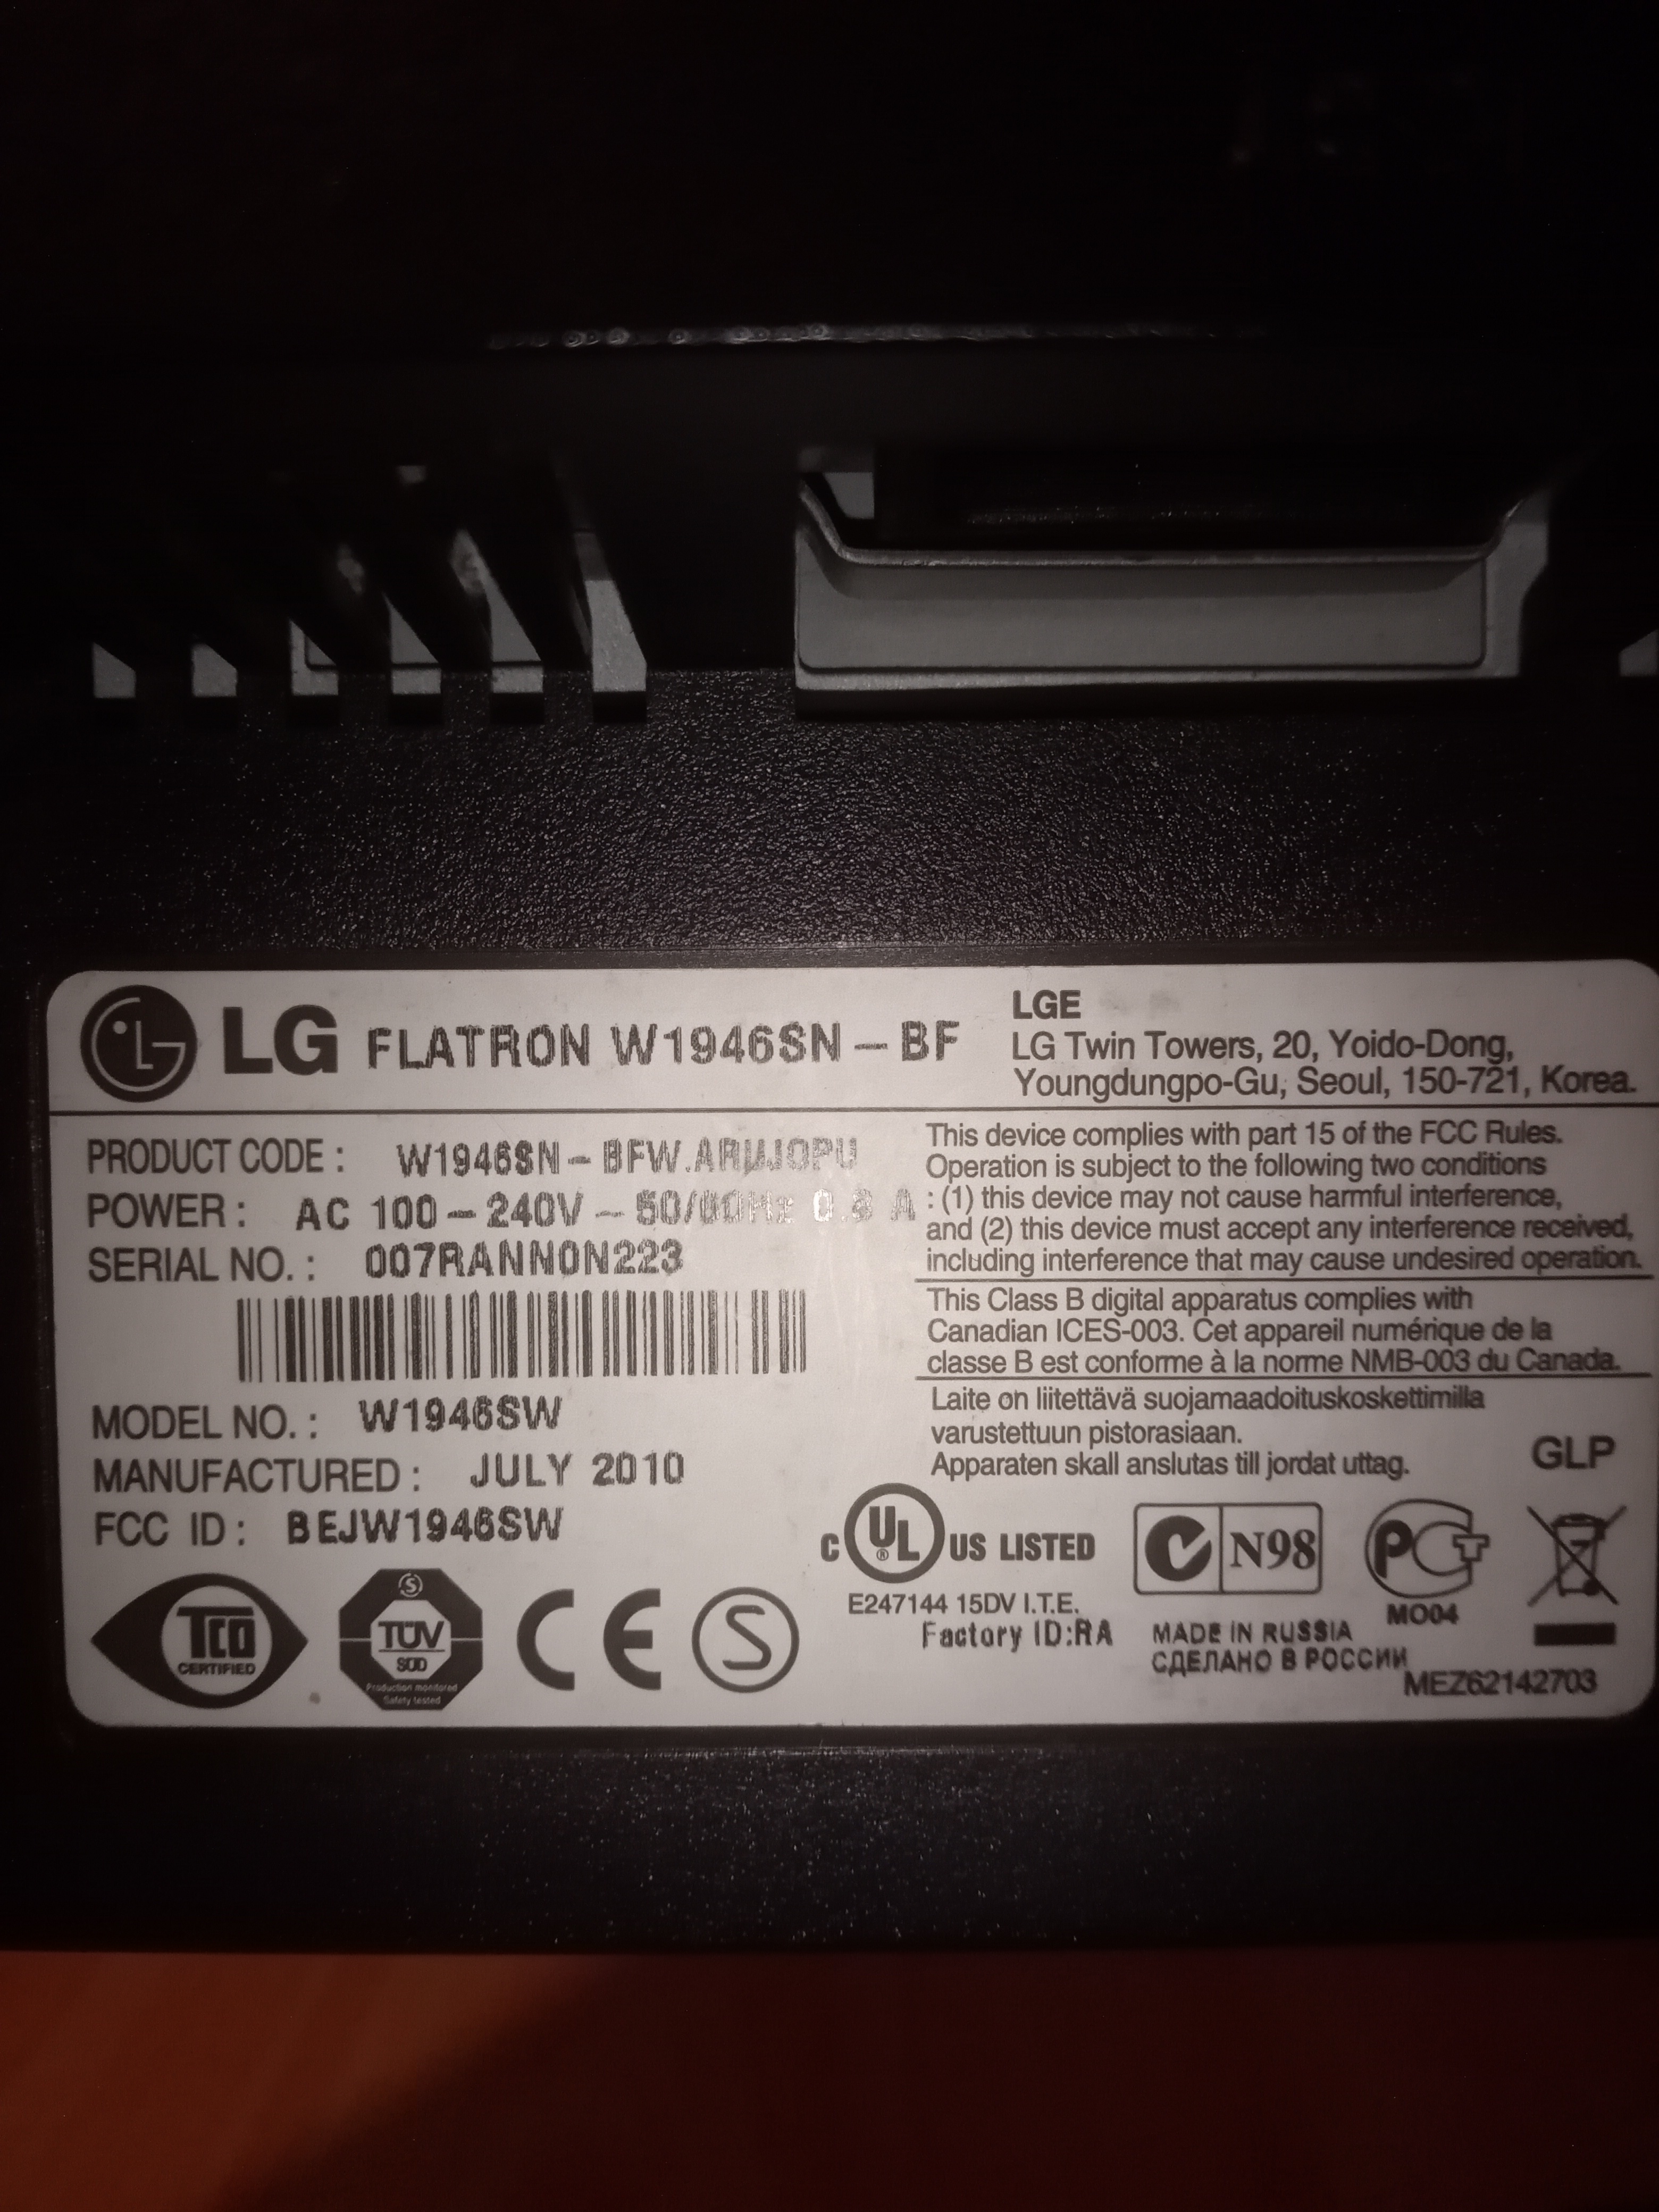 LG FLATRON W1946SN-BF
LGE
LG Twin Towers, 20, Yoido-Dong,
Youngdungpo-Gu, Seoul, 150-721, Korea.
PRODUCT CODE : W1946SN-BFW.ARUJOPU
POWER : AC 100-240V ~ 50/60Hz 0.8 A
SERIAL NO. : 007RANN0N223
MODEL NO. : W1946SW
MANUFACTURED : JULY 2010
FCC ID : BEJW1946SW
TCO
CERTIFIED
S
TÜV
SÜD
Production monitored
Safety tested
CE
S
This device complies with part 15 of the FCC Rules.
Operation is subject to the following two conditions
: (1) this device may not cause harmful interference,
and (2) this device must accept any interference received,
including interference that may cause undesired operation.
This Class B digital apparatus complies with
Canadian ICES-003. Cet appareil numérique de la
classe B est conforme à la norme NMB-003 du Canada.
Laite on liitettävä suojamaadoituskoskettimilla
varustettuun pistorasiaan.
Apparaten skall anslutas till jordat uttag.
GLP
C UL ® US LISTED
E247144 15DV I.T.E.
Factory ID:RA
N98
PCT
MO04
MADE IN RUSSIA
СДЕЛАНО В РОССИИ
MEZ62142703